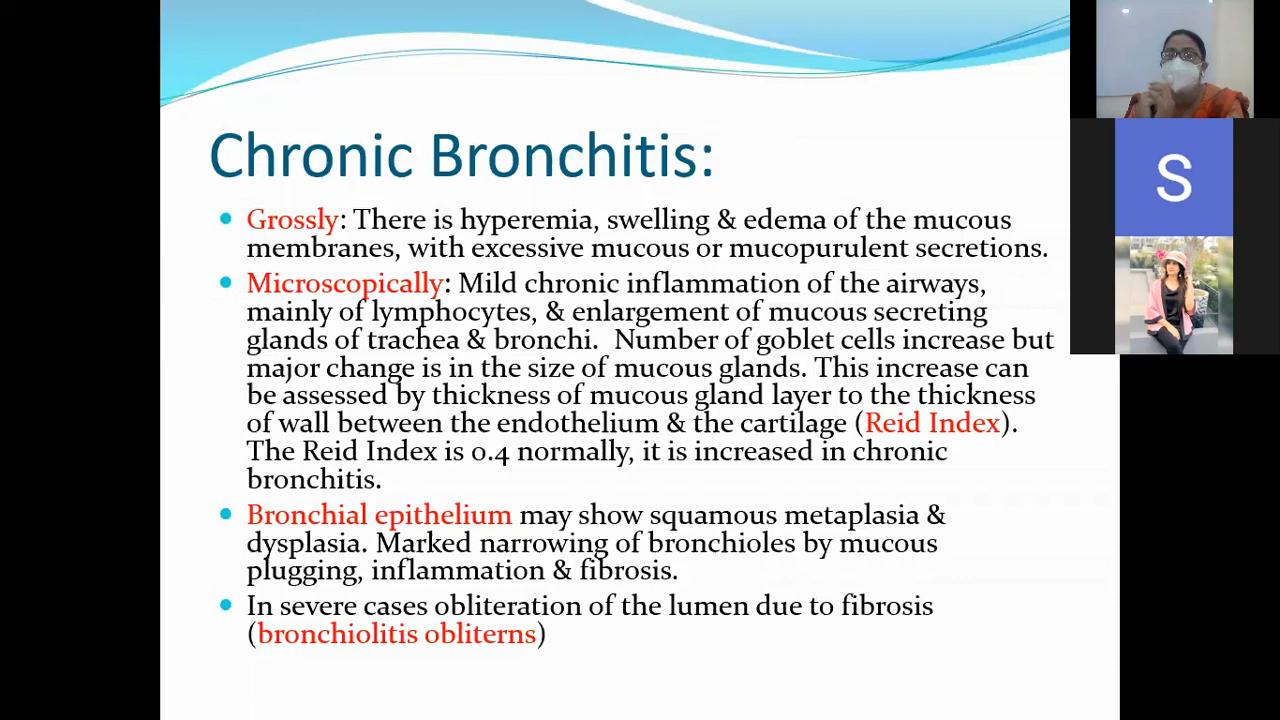 Chronic Bronchitis:
Grossly: There is hyperemia, swelling & edema of the mucous
membranes, with excessive mucous or mucopurulent secretions.
Microscopically: Mild chronic inflammation of the airways,
mainly of lymphocytes, & enlargement of mucous secreting
glands of trachea & bronchi.  Number of goblet cells increase but
major change is in the size of mucous glands. This increase can
be assessed by thickness of mucous gland layer to the thickness
of wall between the endothelium & the cartilage (Reid Index).
The Reid Index is 0.4 normally, it is increased in chronic
bronchitis.
Bronchial epithelium may show squamous metaplasia &
dysplasia. Marked narrowing of bronchioles by mucous
plugging, inflammation & fibrosis.
In severe cases obliteration of the lumen due to fibrosis
(bronchiolitis obliterns)
S